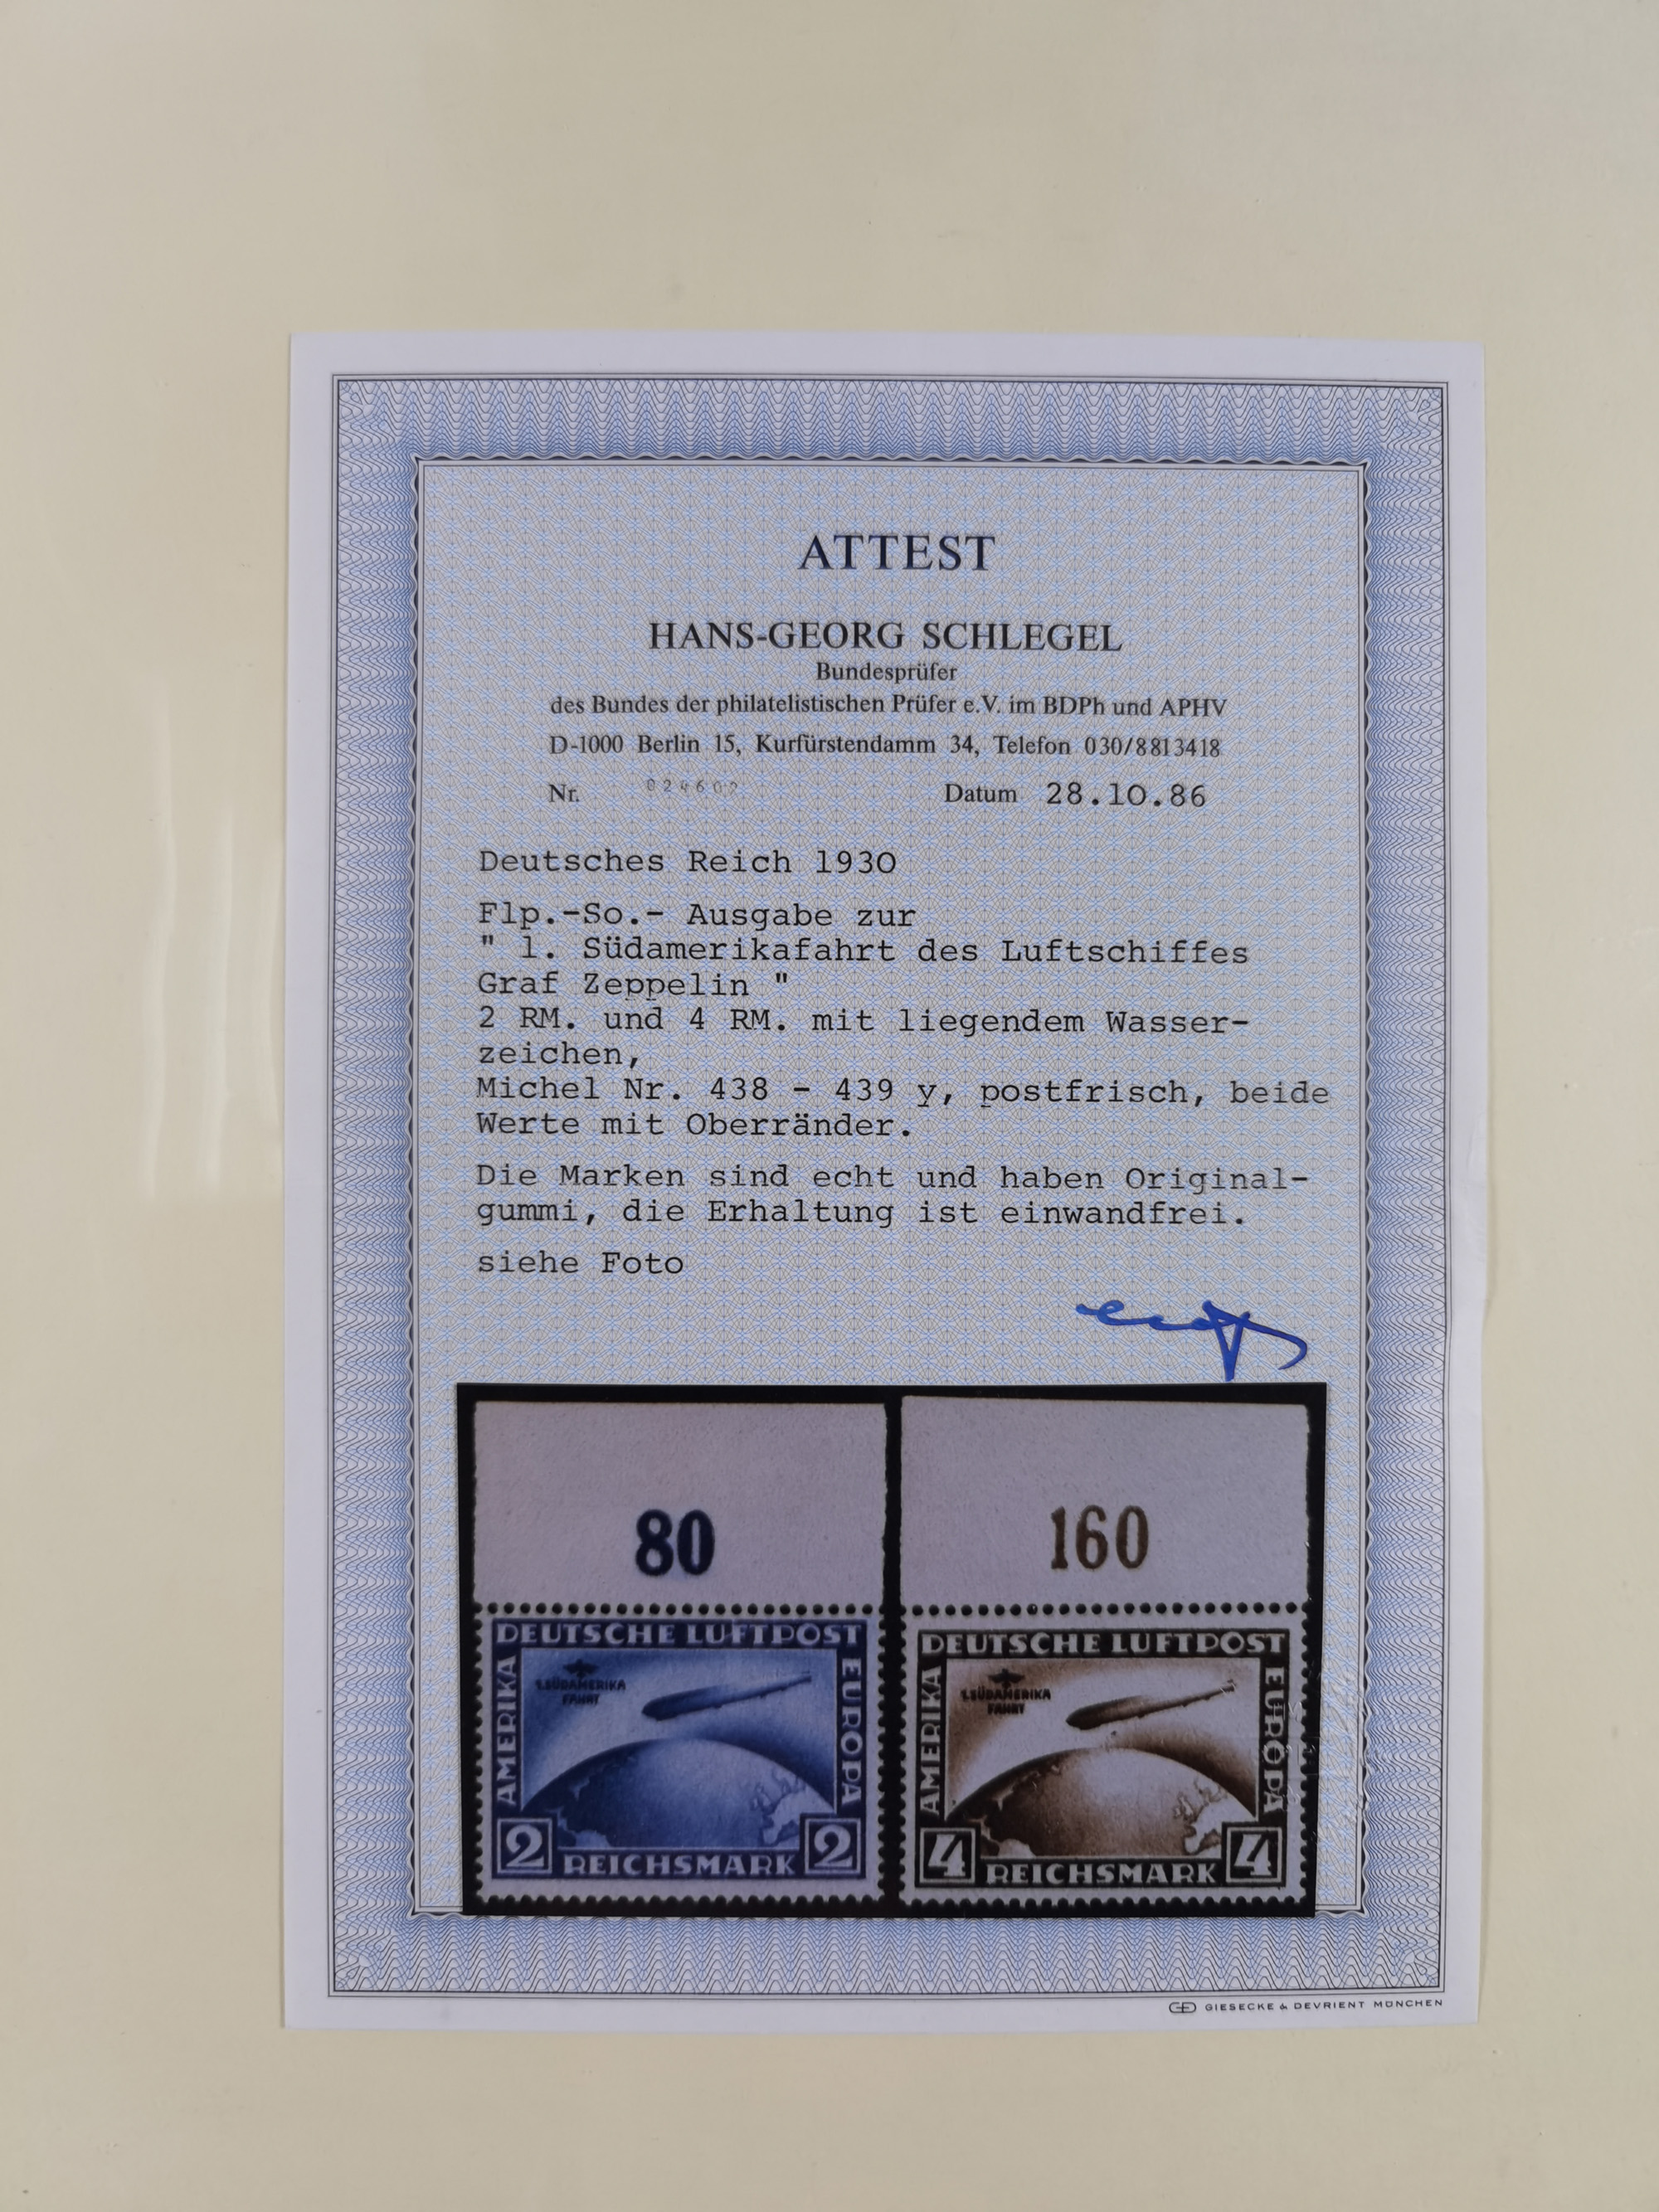 ATTEST
HANS-GEORG SCHLEGEL
Bundesprüfer
des Bundes der philatelistischen Prüfer e.V. im BDPh und APHV
D-1000 Berlin 15, Kurfürstendamm 34, Telefon 030/8813418
Nr. 024602 Datum 28.10.86
Deutsches Reich 1930
Flp.-So.- Ausgabe zur
" 1. Südamerikafahrt des Luftschiffes
Graf Zeppelin "
2 RM. und 4 RM. mit liegendem Wasser-
zeichen,
Michel Nr. 438 - 439 y, postfrisch, beide
Werte mit Oberränder.
Die Marken sind echt und haben Original-
gummi, die Erhaltung ist einwandfrei.
siehe Foto
80
DEUTSCHE LUFTPOST
AMERIKA
1.SÜDAMERIKA
FAHRT
EUROPA
2 REICHSMARK 2
160
DEUTSCHE LUFTPOST
AMERIKA
1.SÜDAMERIKA
FAHRT
EUROPA
4 REICHSMARK 4
GIESECKE & DEVRIENT MÜNCHEN